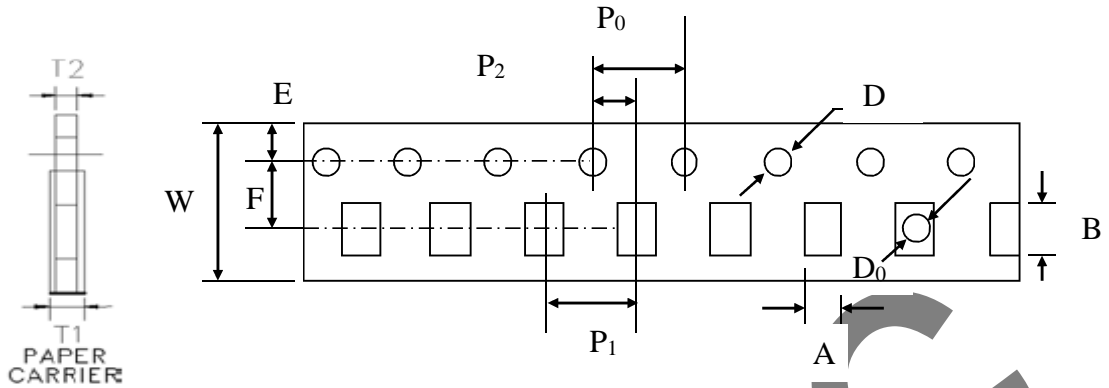 P₀
P₂
T2
E
D
W
F
B
D₀
T1
P₁
A
PAPER
CARRIER